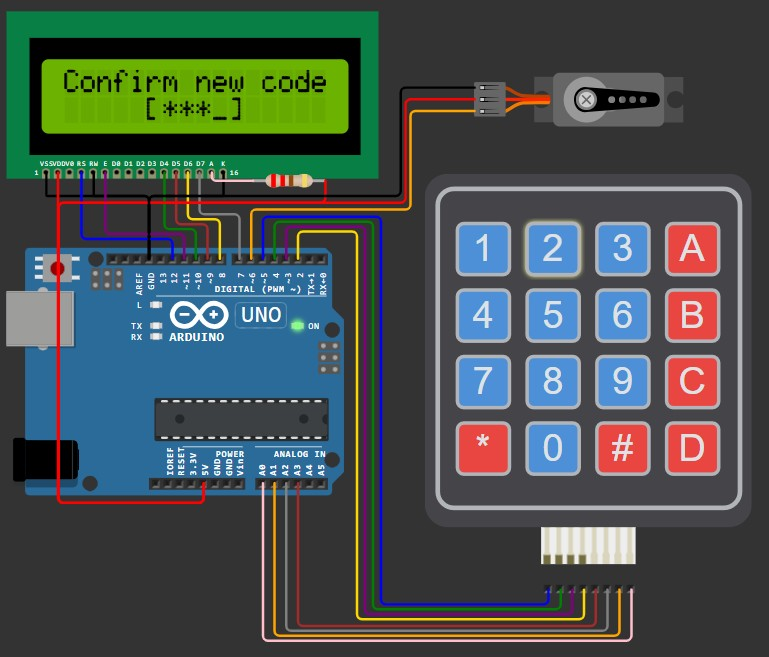 Confirm new code
[***_]
VSS VDD V0 RS RW E D0 D1 D2 D3 D4 D5 D6 D7 A K
1
16
AREF
GND
13
12
~11
~10
~9
8
7
~6
~5
4
~3
2
TX→1
RX←0
DIGITAL (PWM ~)
L
TX
RX
UNO
ON
ARDUINO
IOREF
RESET
3.3V
5V
GND
GND
Vin
POWER
ANALOG IN
A0
A1
A2
A3
A4
A5
1 2 3 A
4 5 6 B
7 8 9 C
* 0 # D